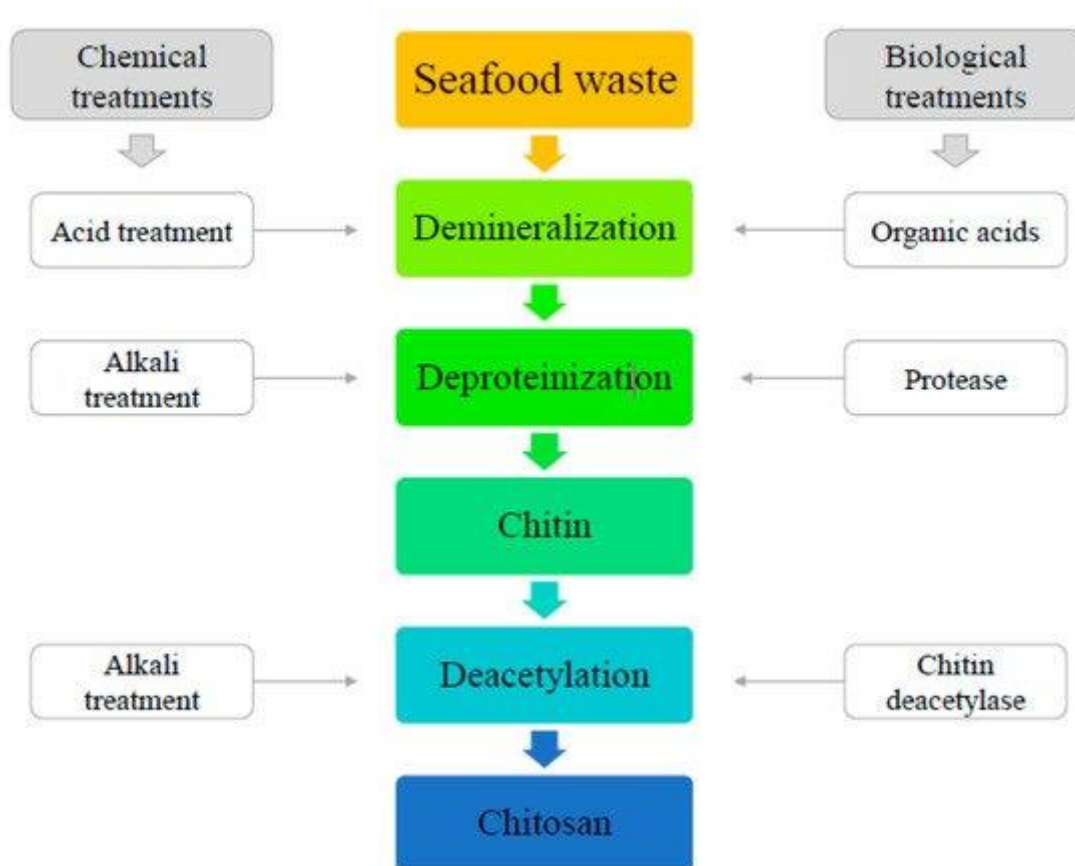 Chemical
treatments
Seafood waste
Biological
treatments
Acid treatment
Demineralization
Organic acids
Alkali
treatment
Deproteinization
Protease
Chitin
Alkali
treatment
Deacetylation
Chitin
deacetylase
Chitosan